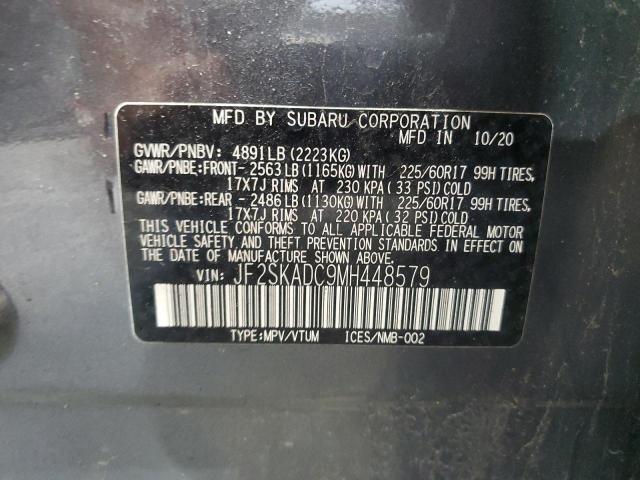 MFD BY SUBARU CORPORATION
MFD IN 10/20
GVWR/PNBV: 4891LB(2223KG)
GAWR/PNBE:FRONT-2563LB(1165KG)WITH 225/60R17 99H TIRES,
17X7J RIMS AT 230 KPA(33 PSI)COLD
GAWR/PNBE:REAR -2486LB(1130KG)WITH 225/60R17 99H TIRES,
17X7J RIMS AT 220 KPA(32 PSI)COLD
THIS VEHICLE CONFORMS TO ALL APPLICABLE FEDERAL MOTOR
VEHICLE SAFETY AND THEFT PREVENTION STANDARDS IN EFFECT ON
THE DATE OF MANUFACTURE SHOWN ABOVE.
VIN: JF2SKADC9MH448579
TYPE:MPV/VTUM ICES/NMB-002